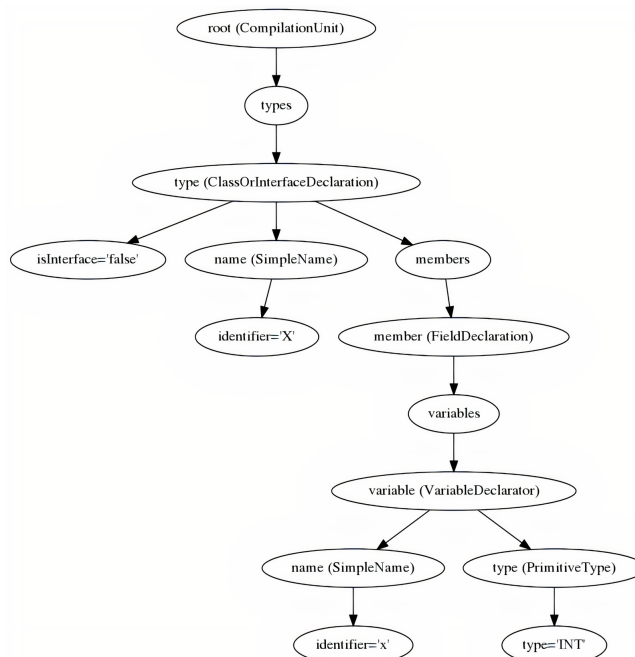 root (CompilationUnit)
types
type (ClassOrInterfaceDeclaration)
isInterface='false'
name (SimpleName)
members
identifier='X'
member (FieldDeclaration)
variables
variable (VariableDeclarator)
name (SimpleName)
type (PrimitiveType)
identifier='x'
type='INT'